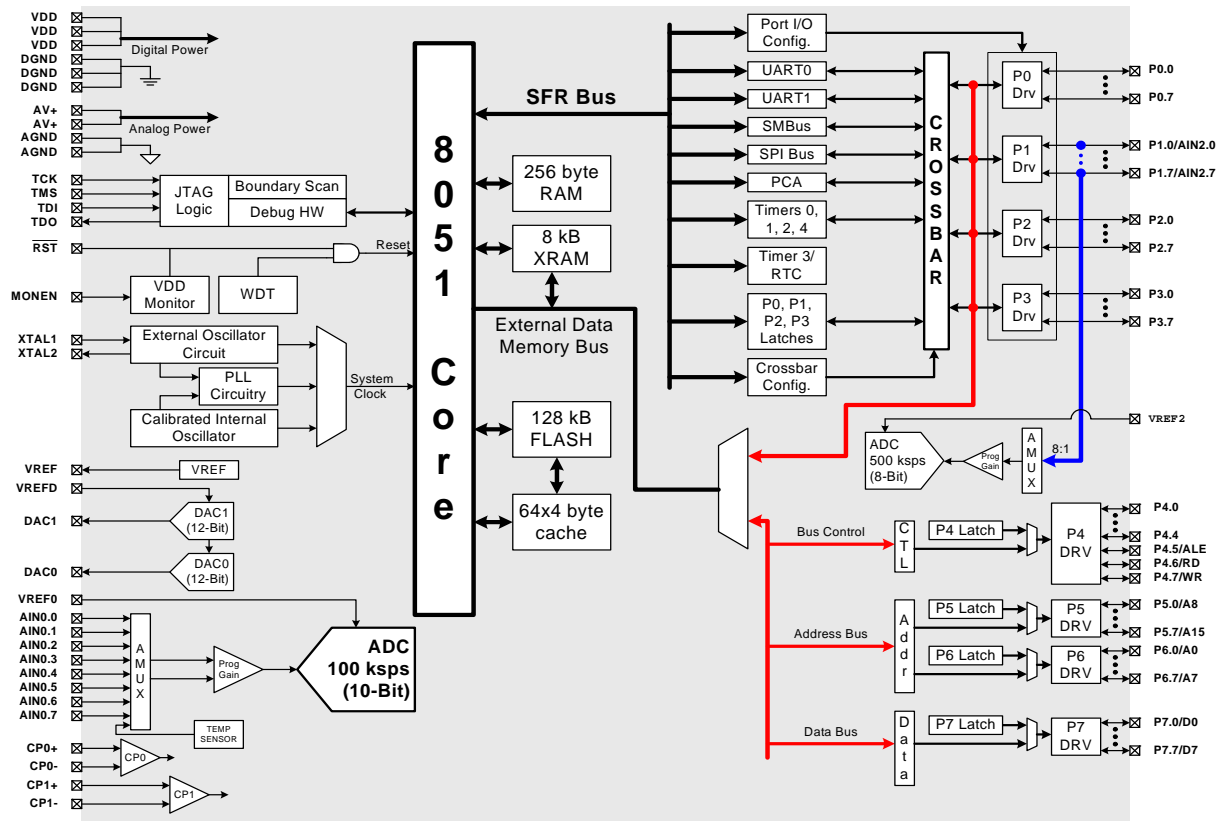 VDD
VDD
VDD
DGND
DGND
DGND
Digital Power
AV+
AV+
AGND
AGND
Analog Power
TCK
TMS
TDI
TDO
JTAG
Logic
Boundary Scan
Debug HW
RST
Reset
MONEN
VDD
Monitor
WDT
XTAL1
XTAL2
External Oscillator
Circuit
PLL
Circuitry
Calibrated Internal
Oscillator
System
Clock
VREF
VREF
VREFD
DAC1
DAC1
(12-Bit)
DAC0
DAC0
(12-Bit)
VREF0
AIN0.0
AIN0.1
AIN0.2
AIN0.3
AIN0.4
AIN0.5
AIN0.6
AIN0.7
AMUX
Prog
Gain
ADC
100 ksps
(10-Bit)
TEMP
SENSOR
CP0+
CP0-
CP0
CP1+
CP1-
CP1
8051 Core
SFR Bus
256 byte
RAM
8 kB
XRAM
External Data
Memory Bus
128 kB
FLASH
64x4 byte
cache
Port I/O
Config.
UART0
UART1
SMBus
SPI Bus
PCA
Timers 0,
1, 2, 4
Timer 3/
RTC
P0, P1,
P2, P3
Latches
Crossbar
Config.
CROSSBAR
P0
Drv
P1
Drv
P2
Drv
P3
Drv
P0.0
P0.7
P1.0/AIN2.0
P1.7/AIN2.7
P2.0
P2.7
P3.0
P3.7
VREF2
ADC
500 ksps
(8-Bit)
Prog
Gain
AMUX
8:1
Bus Control
CTL
P4 Latch
P4
DRV
P4.0
P4.4
P4.5/ALE
P4.6/RD
P4.7/WR
Address Bus
Addr
P5 Latch
P5
DRV
P5.0/A8
P5.7/A15
P6 Latch
P6
DRV
P6.0/A0
P6.7/A7
Data Bus
Data
P7 Latch
P7
DRV
P7.0/D0
P7.7/D7